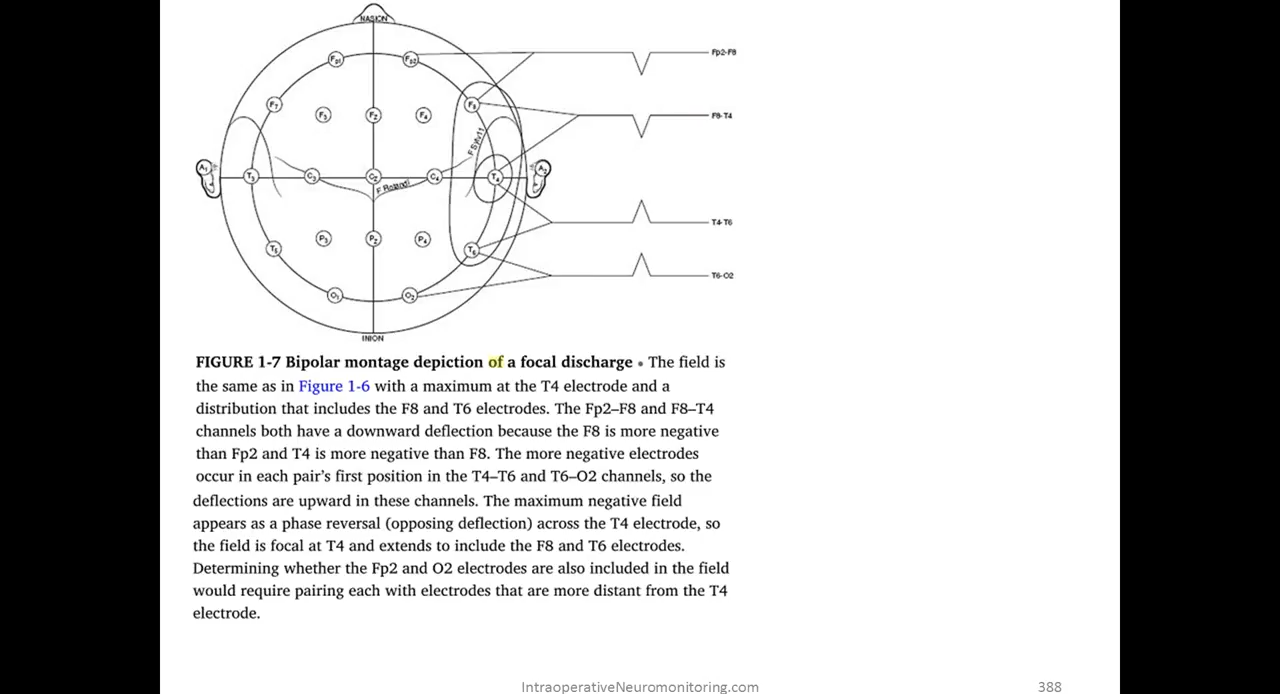 NASION
Fp1
Fp2
Fp2-F8
F7
F3
Fz
F4
F8
F8-T4
F Sylvii
A1
A2
T3
C3
Cz
C4
T4
F Rolandi
T4-T6
P3
Pz
P4
T5
T6
T6-O2
O1
O2
INION
FIGURE 1-7 Bipolar montage depiction of a focal discharge • The field is
the same as in Figure 1-6 with a maximum at the T4 electrode and a
distribution that includes the F8 and T6 electrodes. The Fp2–F8 and F8–T4
channels both have a downward deflection because the F8 is more negative
than Fp2 and T4 is more negative than F8. The more negative electrodes
occur in each pair’s first position in the T4–T6 and T6–O2 channels, so the
deflections are upward in these channels. The maximum negative field
appears as a phase reversal (opposing deflection) across the T4 electrode, so
the field is focal at T4 and extends to include the F8 and T6 electrodes.
Determining whether the Fp2 and O2 electrodes are also included in the field
would require pairing each with electrodes that are more distant from the T4
electrode.
IntraoperativeNeuromonitoring.com
388